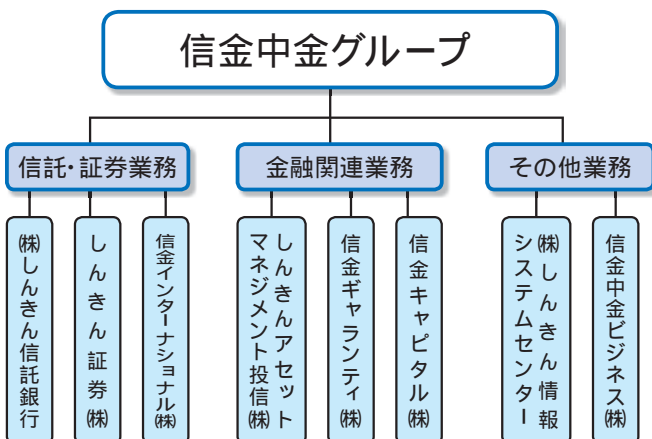 信金中金グループ
信託・証券業務
金融関連業務
その他業務
㈱しんきん信託銀行
しんきん証券㈱
信金インターナショナル㈱
しんきんアセット
マネジメント投信㈱
信金ギャランティ㈱
信金キャピタル㈱
㈱しんきん情報
システムセンター
信金中金ビジネス㈱